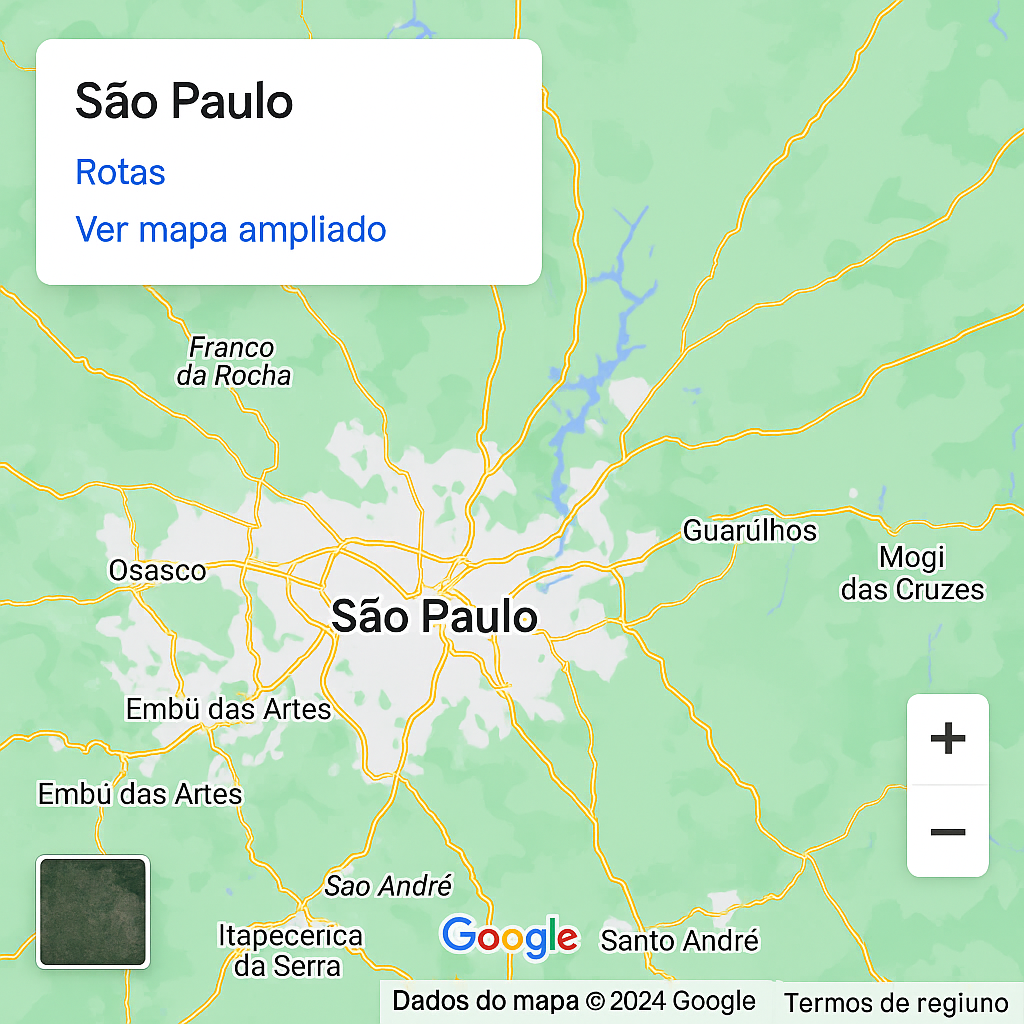 São Paulo
Rotas
Ver mapa ampliado
Franco
da Rocha
Guarúlhos
Mogi
das Cruzes
Osasco
São Paulo
Embü das Artes
Embú das Artes
Sao André
Itapecerica
da Serra
Google
Santo André
+
−
Dados do mapa © 2024 Google
Termos de regiuno